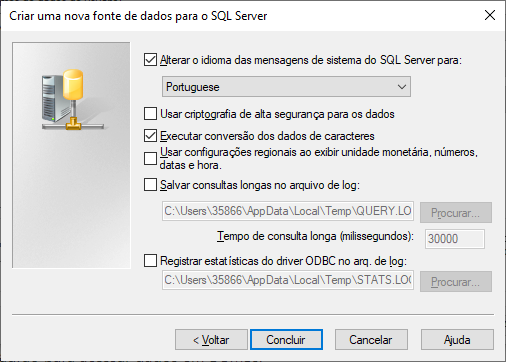 Criar uma nova fonte de dados para o SQL Server
Alterar o idioma das mensagens de sistema do SQL Server para:
Portuguese
Usar criptografia de alta segurança para os dados
Executar conversão dos dados de caracteres
Usar configurações regionais ao exibir unidade monetária, números,
datas e hora.
Salvar consultas longas no arquivo de log:
C:\Users\35866\AppData\Local\Temp\QUERY.LO
Procurar...
Tempo de consulta longa (milissegundos):
30000
Registrar estatísticas do driver ODBC no arq. de log:
C:\Users\35866\AppData\Local\Temp\STATS.LOG
Procurar...
< Voltar
Concluir
Cancelar
Ajuda